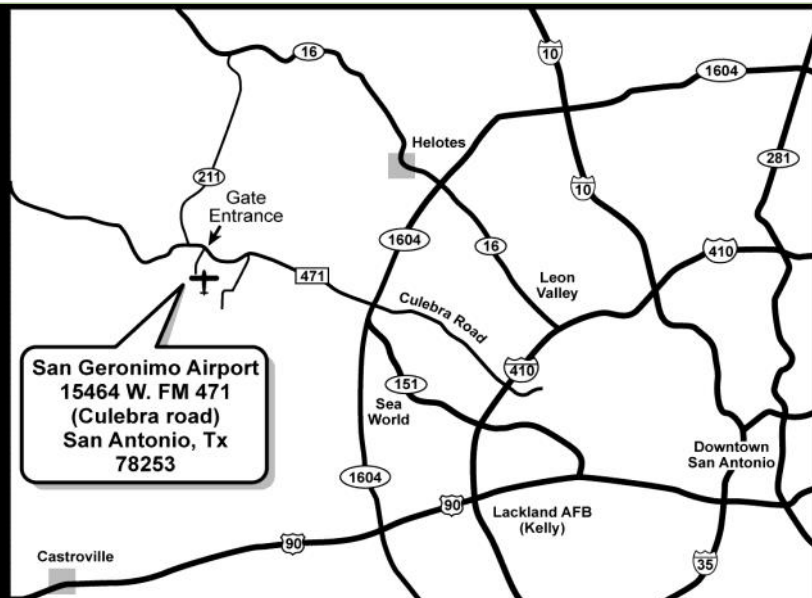 16
10
1604
Helotes
281
211
10
Gate
Entrance
1604
16
410
471
Leon
Valley
Culebra Road
San Geronimo Airport
15464 W. FM 471
(Culebra road)
San Antonio, Tx
78253
410
151
Sea
World
Downtown
San Antonio
1604
90
Lackland AFB
(Kelly)
90
Castroville
35